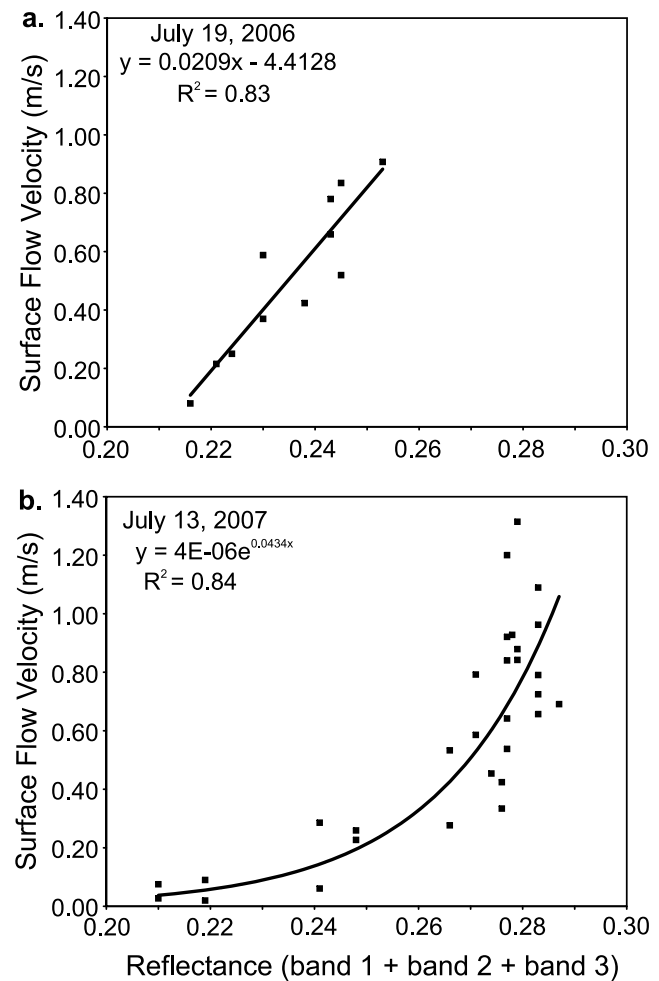 a.
July 19, 2006
y = 0.0209x - 4.4128
R² = 0.83
Surface Flow Velocity (m/s)
1.40
1.20
1.00
0.80
0.60
0.40
0.20
0.00
0.20 0.22 0.24 0.26 0.28 0.30
b.
July 13, 2007
y = 4E-06e^0.0434x
R² = 0.84
Surface Flow Velocity (m/s)
1.40
1.20
1.00
0.80
0.60
0.40
0.20
0.00
0.20 0.22 0.24 0.26 0.28 0.30
Reflectance (band 1 + band 2 + band 3)